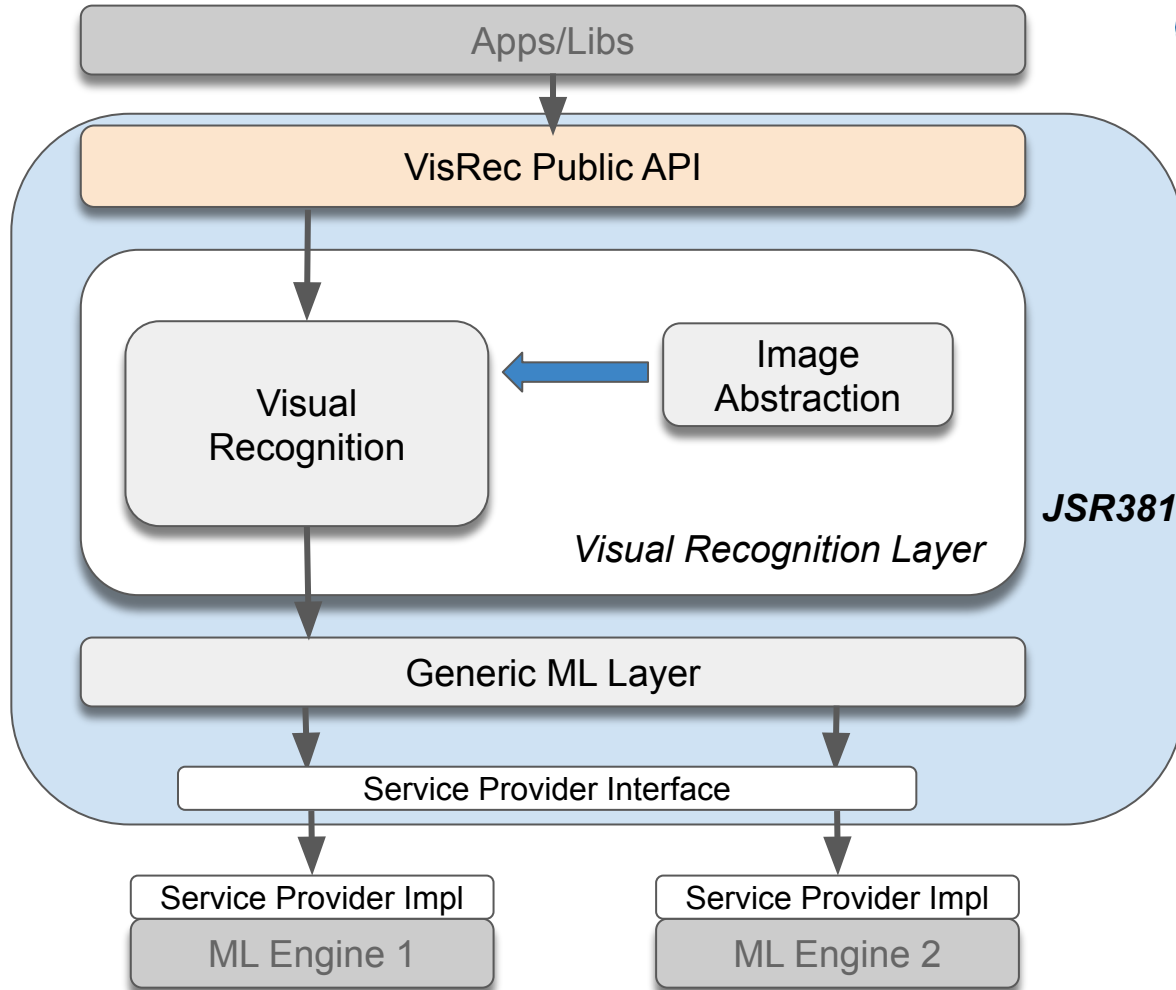 Apps/Libs
VisRec Public API
Visual
Recognition
Image
Abstraction
JSR381
Visual Recognition Layer
Generic ML Layer
Service Provider Interface
Service Provider Impl
Service Provider Impl
ML Engine 1
ML Engine 2